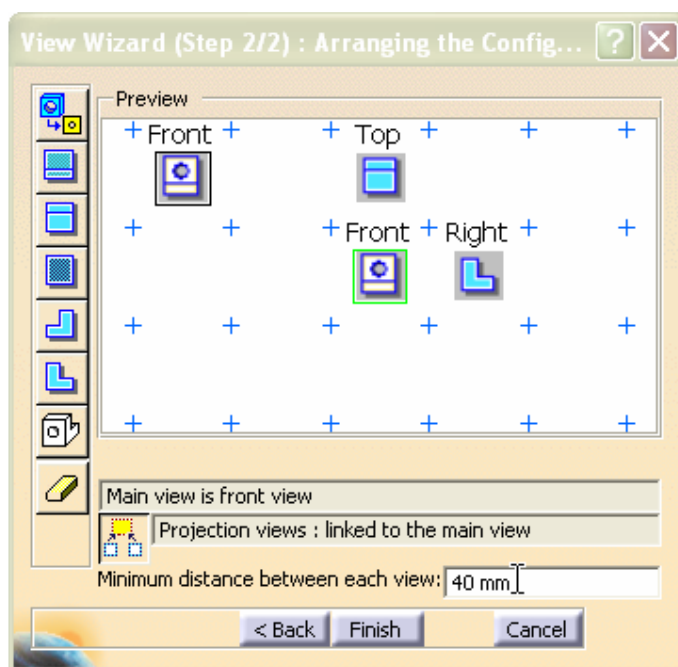 View Wizard (Step 2/2) : Arranging the Config...
Preview
Front
Top
Front
Right
Main view is front view
Projection views : linked to the main view
Minimum distance between each view: 40 mm
< Back
Finish
Cancel